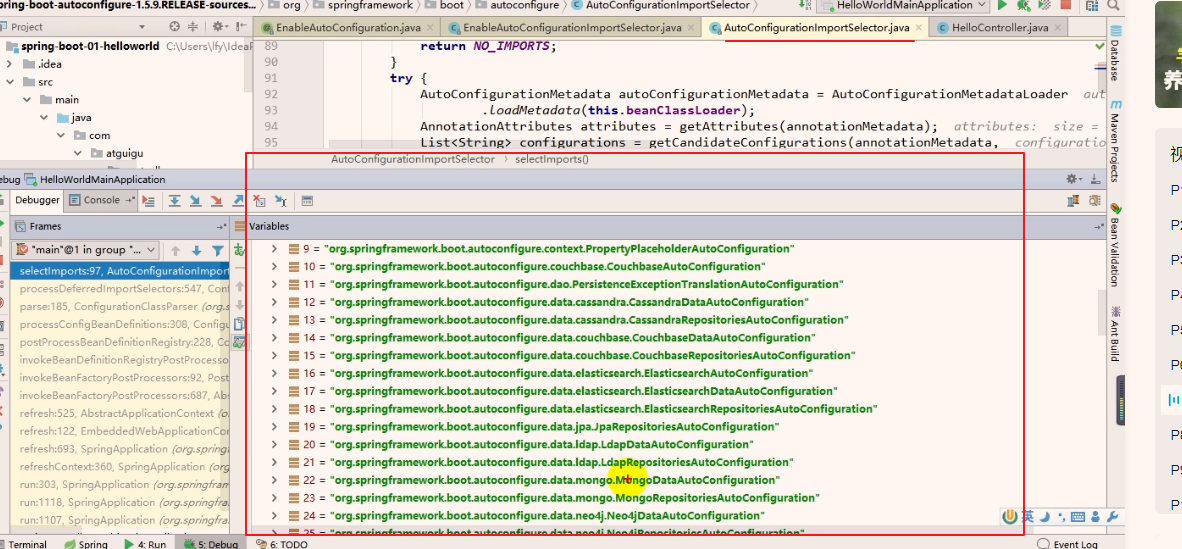 spring-boot-autoconfigure-1.5.9.RELEASE-sources... org springframework boot autoconfigure AutoConfigurationImportSelector HelloWorldMainApplication
Project EnableAutoConfiguration.java EnableAutoConfigurationImportSelector.java AutoConfigurationImportSelector.java HelloController.java
spring-boot-01-helloworld C:\Users\lfy\IdeaP
.idea
src
main
java
com
atguigu
89 return NO_IMPORTS;
90 }
91 try {
92 AutoConfigurationMetadata autoConfigurationMetadata = AutoConfigurationMetadataLoader aut
93 .loadMetadata(this.beanClassLoader);
94 AnnotationAttributes attributes = getAttributes(annotationMetadata); attributes: size =
95 List<String> configurations = getCandidateConfigurations(annotationMetadata, configuratio
AutoConfigurationImportSelector › selectImports()
Database
Maven Projects
Bean Validation
Ant Build
ebug HelloWorldMainApplication
Debugger Console
Frames
Variables
"main"@1 in group "...
selectImports:97, AutoConfigurationImport
processDeferredImportSelectors:547, Conf
parse:185, ConfigurationClassParser (org.s
processConfigBeanDefinitions:308, Configu
postProcessBeanDefinitionRegistry:228, Co
invokeBeanDefinitionRegistryPostProcesso
invokeBeanFactoryPostProcessors:92, Post
invokeBeanFactoryPostProcessors:687, Abs
refresh:525, AbstractApplicationContext (o
refresh:122, EmbeddedWebApplicationCon
refresh:693, SpringApplication (org.spring
refreshContext:360, SpringApplication (org
run:303, SpringApplication (org.springfram
run:1118, SpringApplication (org.springfra
run:1107, SpringApplication (org.springfra
9 = "org.springframework.boot.autoconfigure.context.PropertyPlaceholderAutoConfiguration"
10 = "org.springframework.boot.autoconfigure.couchbase.CouchbaseAutoConfiguration"
11 = "org.springframework.boot.autoconfigure.dao.PersistenceExceptionTranslationAutoConfiguration"
12 = "org.springframework.boot.autoconfigure.data.cassandra.CassandraDataAutoConfiguration"
13 = "org.springframework.boot.autoconfigure.data.cassandra.CassandraRepositoriesAutoConfiguration"
14 = "org.springframework.boot.autoconfigure.data.couchbase.CouchbaseDataAutoConfiguration"
15 = "org.springframework.boot.autoconfigure.data.couchbase.CouchbaseRepositoriesAutoConfiguration"
16 = "org.springframework.boot.autoconfigure.data.elasticsearch.ElasticsearchAutoConfiguration"
17 = "org.springframework.boot.autoconfigure.data.elasticsearch.ElasticsearchDataAutoConfiguration"
18 = "org.springframework.boot.autoconfigure.data.elasticsearch.ElasticsearchRepositoriesAutoConfiguration"
19 = "org.springframework.boot.autoconfigure.data.jpa.JpaRepositoriesAutoConfiguration"
20 = "org.springframework.boot.autoconfigure.data.ldap.LdapDataAutoConfiguration"
21 = "org.springframework.boot.autoconfigure.data.ldap.LdapRepositoriesAutoConfiguration"
22 = "org.springframework.boot.autoconfigure.data.mongo.MongoDataAutoConfiguration"
23 = "org.springframework.boot.autoconfigure.data.mongo.MongoRepositoriesAutoConfiguration"
24 = "org.springframework.boot.autoconfigure.data.neo4j.Neo4jDataAutoConfiguration"
25 = "org.springframework.boot.autoconfigure.data.neo4j.Neo4jRepositoriesAutoConfiguration"
英
Terminal Spring 4: Run 5: Debug 6: TODO Event Log
养
视
P1
P2
P3
P4
P5
P6
P8
P9